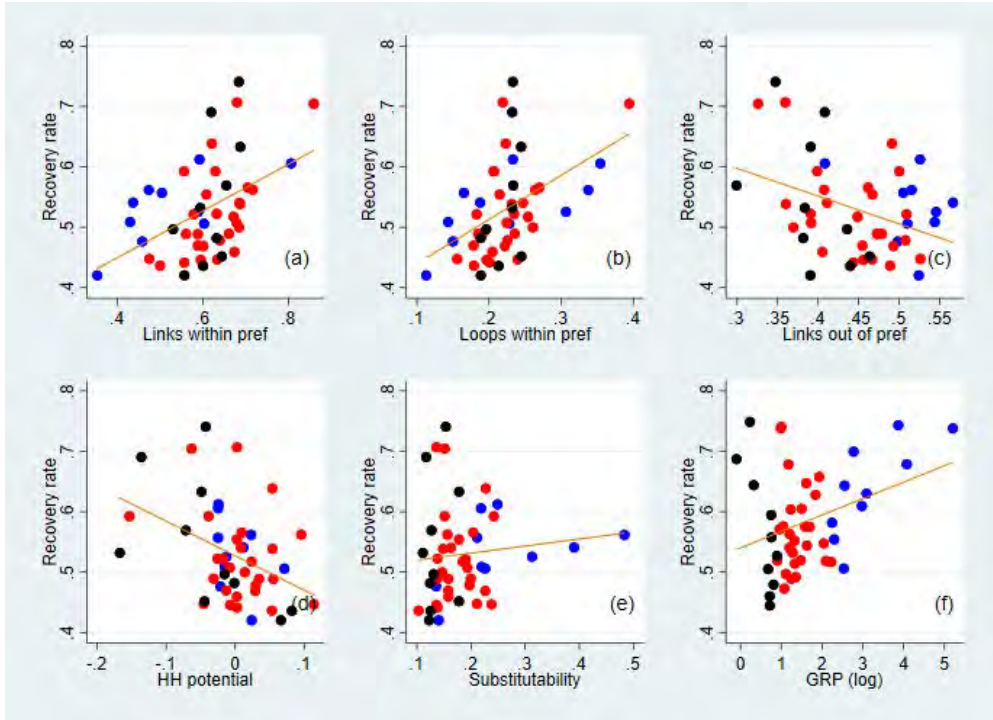 .4 .5 .6 .7 .8
Recovery rate
(a)
.4 .6 .8
Links within pref
.4 .5 .6 .7 .8
Recovery rate
(b)
.1 .2 .3 .4
Loops within pref
.4 .5 .6 .7 .8
Recovery rate
(c)
.3 .35 .4 .45 .5 .55
Links out of pref
.4 .5 .6 .7 .8
Recovery rate
(d)
-.2 -.1 0 .1
HH potential
.4 .5 .6 .7 .8
Recovery rate
(e)
.1 .2 .3 .4 .5
Substitutability
.4 .5 .6 .7 .8
Recovery rate
(f)
0 1 2 3 4 5
GRP (log)